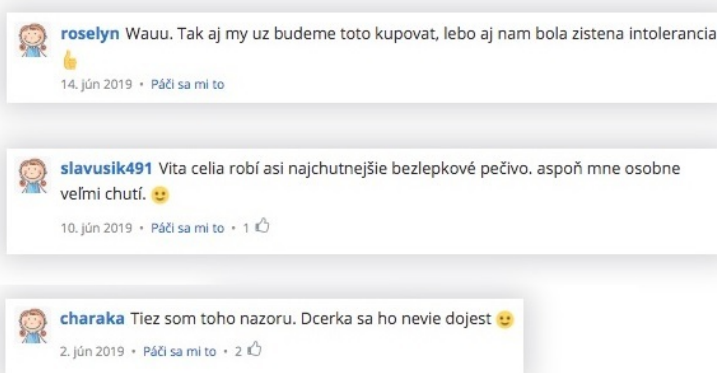 roselyn Wauu. Tak aj my uz budeme toto kupovat, lebo aj nam bola zistena intolerancia
👍
14. jún 2019 • Páči sa mi to
slavusik491 Vita celia robí asi najchutnejšie bezlepkové pečivo. aspoň mne osobne
veľmi chutí. 🙂
10. jún 2019 • Páči sa mi to • 1
charaka Tiez som toho nazoru. Dcerka sa ho nevie dojest 🙂
2. jún 2019 • Páči sa mi to • 2